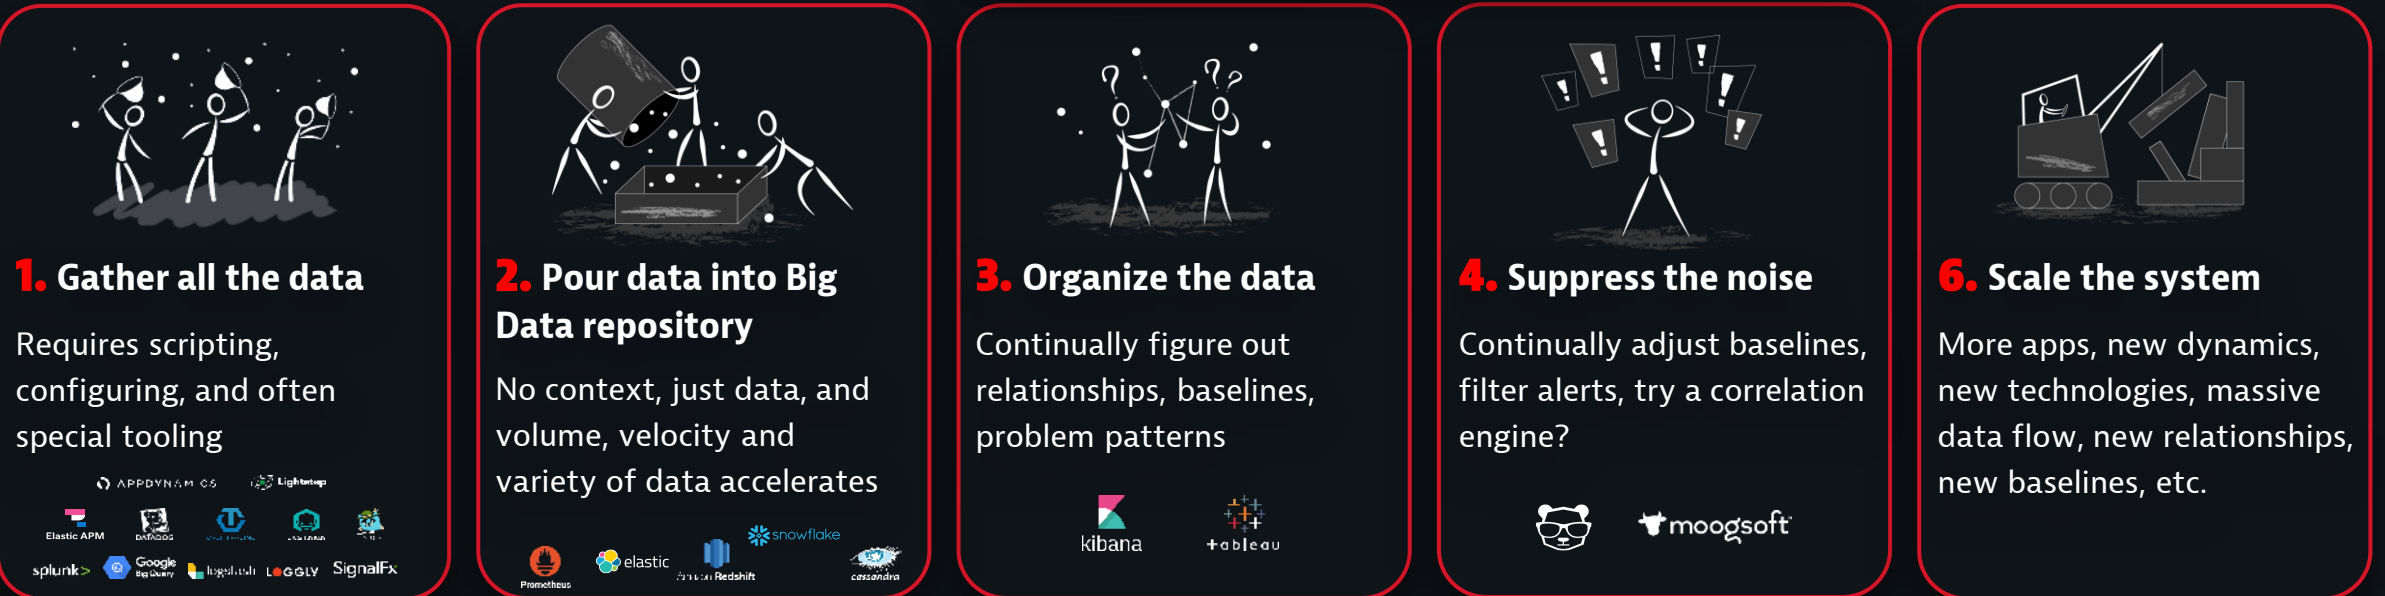 1. Gather all the data
Requires scripting,
configuring, and often
special tooling
APPDYNAMICS
Lightstep
Elastic APM
DATADOG
splunk>
Google
Big Query
logstash
LOGGLY
SignalFx
2. Pour data into Big
Data repository
No context, just data, and
volume, velocity and
variety of data accelerates
snowflake
elastic
Amazon Redshift
Prometheus
cassandra
3. Organize the data
Continually figure out
relationships, baselines,
problem patterns
kibana
+ableau
4. Suppress the noise
Continually adjust baselines,
filter alerts, try a correlation
engine?
moogsoft
6. Scale the system
More apps, new dynamics,
new technologies, massive
data flow, new relationships,
new baselines, etc.